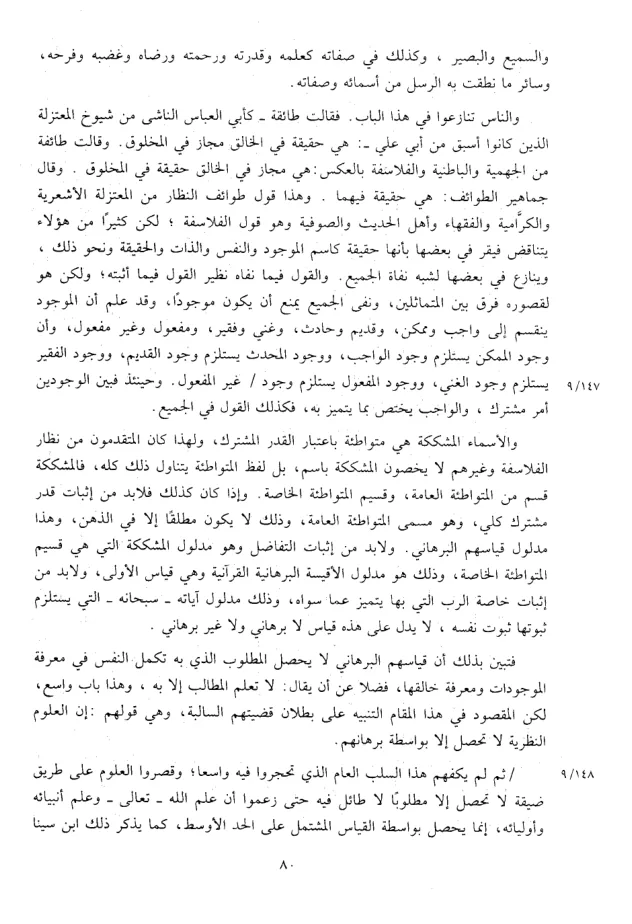 والسميع والبصير ، وكذلك في صفاته كعلمه وقدرته ورحمته ورضاه وغضبه وفرحه،
وسائر ما نطقت به الرسل من أسمائه وصفاته.
والناس تنازعوا في هذا الباب. فقالت طائقة ـ كأبي العباس الناشى من شيوخ المعتزلة
الذين كانوا أسبق من أبي علي ـ: هي حقيقة في الخالق مجاز في المخلوق. وقالت طائفة
من الجهمية والباطنية والفلاسفة بالعكس: هي مجاز في الخالق حقيقة في المخلوق . وقال
جماهير الطوائف: هي حقيقة فيهما . وهذا قول طوائف النظار من المعتزلة الأشعرية
والكرَّامية والفقهاء وأهل الحديث والصوفية وهو قول الفلاسفة ؛ لكن كثيرًا من هؤلاء
يتناقض فيقر في بعضها بأنها حقيقة كاسم الموجود والنفس والذات والحقيقة ونحو ذلك ،
وينازع في بعضها لشبه نفاة الجميع. والقول فيما نفاه نظير القول فيما أثبته؛ ولكن هو
لقصوره فرق بين المتماثلين، ونفى الجميع يمنع أن يكون موجودًا، وقد علم أن الموجود
ينقسم إلى واجب وممكن، وقديم وحادث، وغني وفقير، ومفعول وغير مفعول، وأن
وجود الممكن يستلزم وجود الواجب، ووجود المحدث يستلزم وجود القديم، ووجود الفقير
يستلزم وجود الغني، ووجود المفعول يستلزم وجود / غير المفعول. وحينئذ فبين الوجودين
٩/١٤٧
أمر مشترك ، والواجب يختص بما يتميز به، فكذلك القول في الجميع.
والأسماء المشككة هي متواطئة باعتبار القدر المشترك، ولهذا كان المتقدمون من نظار
الفلاسفة وغيرهم لا يخصون المشككة باسم، بل لفظ المتواطئة يتناول ذلك كله، فالمشككة
قسم من المتواطئة العامة، وقسيم المتواطئة الخاصة. وإذا كان كذلك فلابد من إثبات قدر
مشترك كلي، وهو مسمى المتواطئة العامة، وذلك لا يكون مطلقًا إلا في الذهن، وهذا
مدلول قياسهم البرهاني. ولابد من إثبات التفاضل وهو مدلول المشككة التي هي قسيم
المتواطئة الخاصة، وذلك هو مدلول الأقيسة البرهانية القرآنية وهي قياس الأولى، ولابد من
إثبات خاصة الرب التي بها يتميز عما سواه، وذلك مدلول آياته ـ سبحانه ـ التي يستلزم
ثبوتها ثبوت نفسه ، لا يدل على هذه قياس لا برهاني ولا غير برهاني .
فتبين بذلك أن قياسهم البرهاني لا يحصل المطلوب الذي به تكمل النفس في معرفة
الموجودات ومعرفة خالقها، فضلا عن أن يقال: لا تعلم المطالب إلا به ، وهذا باب واسع،
لكن المقصود في هذا المقام التنبيه على بطلان قضيتهم السالبة، وهي قولهم :إن العلوم
النظرية لا تحصل إلا بواسطة برهانهم.
/ ثم لم يكفهم هذا السلب العام الذي تحجروا فيه واسعا؛ وقصروا العلوم على طريق
٩/١٤٨
ضيقة لا تحصل إلا مطلوبًا لا طائل فيه حتى زعموا أن علم الله ـ تعالى ـ وعلم أنبيائه
وأوليائه، إنما يحصل بواسطة القياس المشتمل على الحد الأوسط، كما يذكر ذلك ابن سينا
٨٠